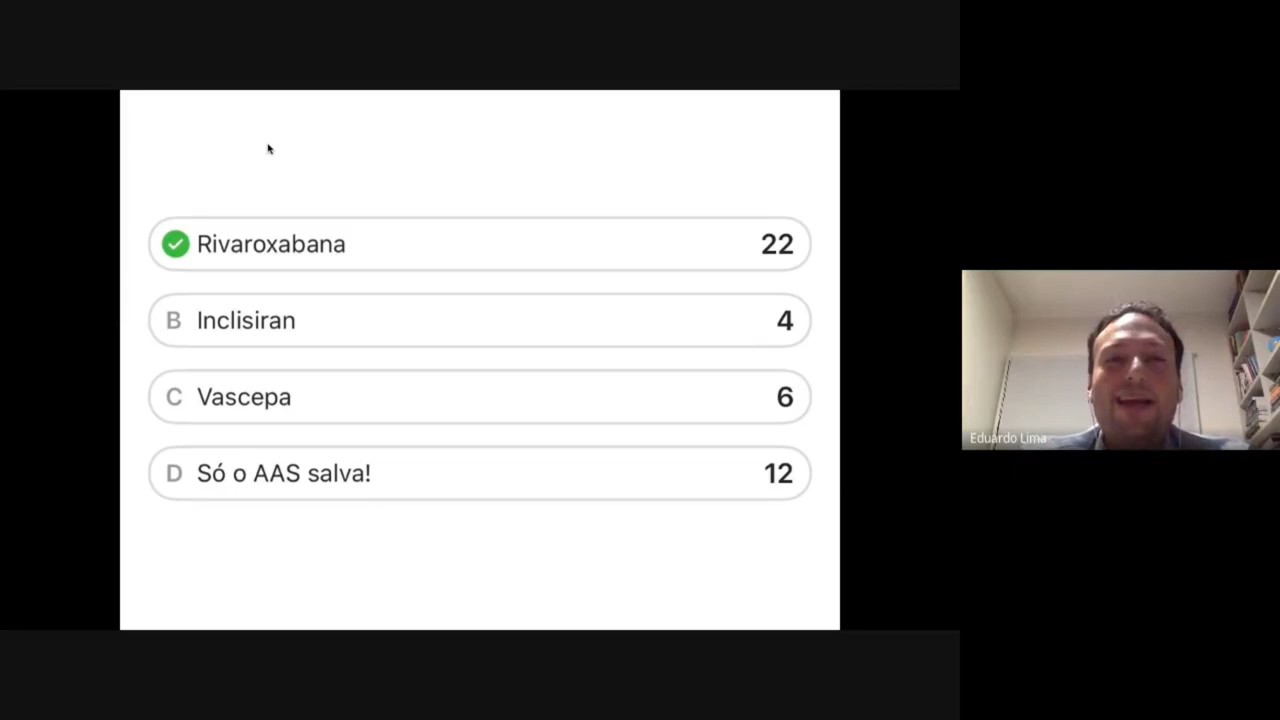 Rivaroxabana 22
B Inclisiran 4
C Vascepa 6
D Só o AAS salva! 12
Eduardo Lima